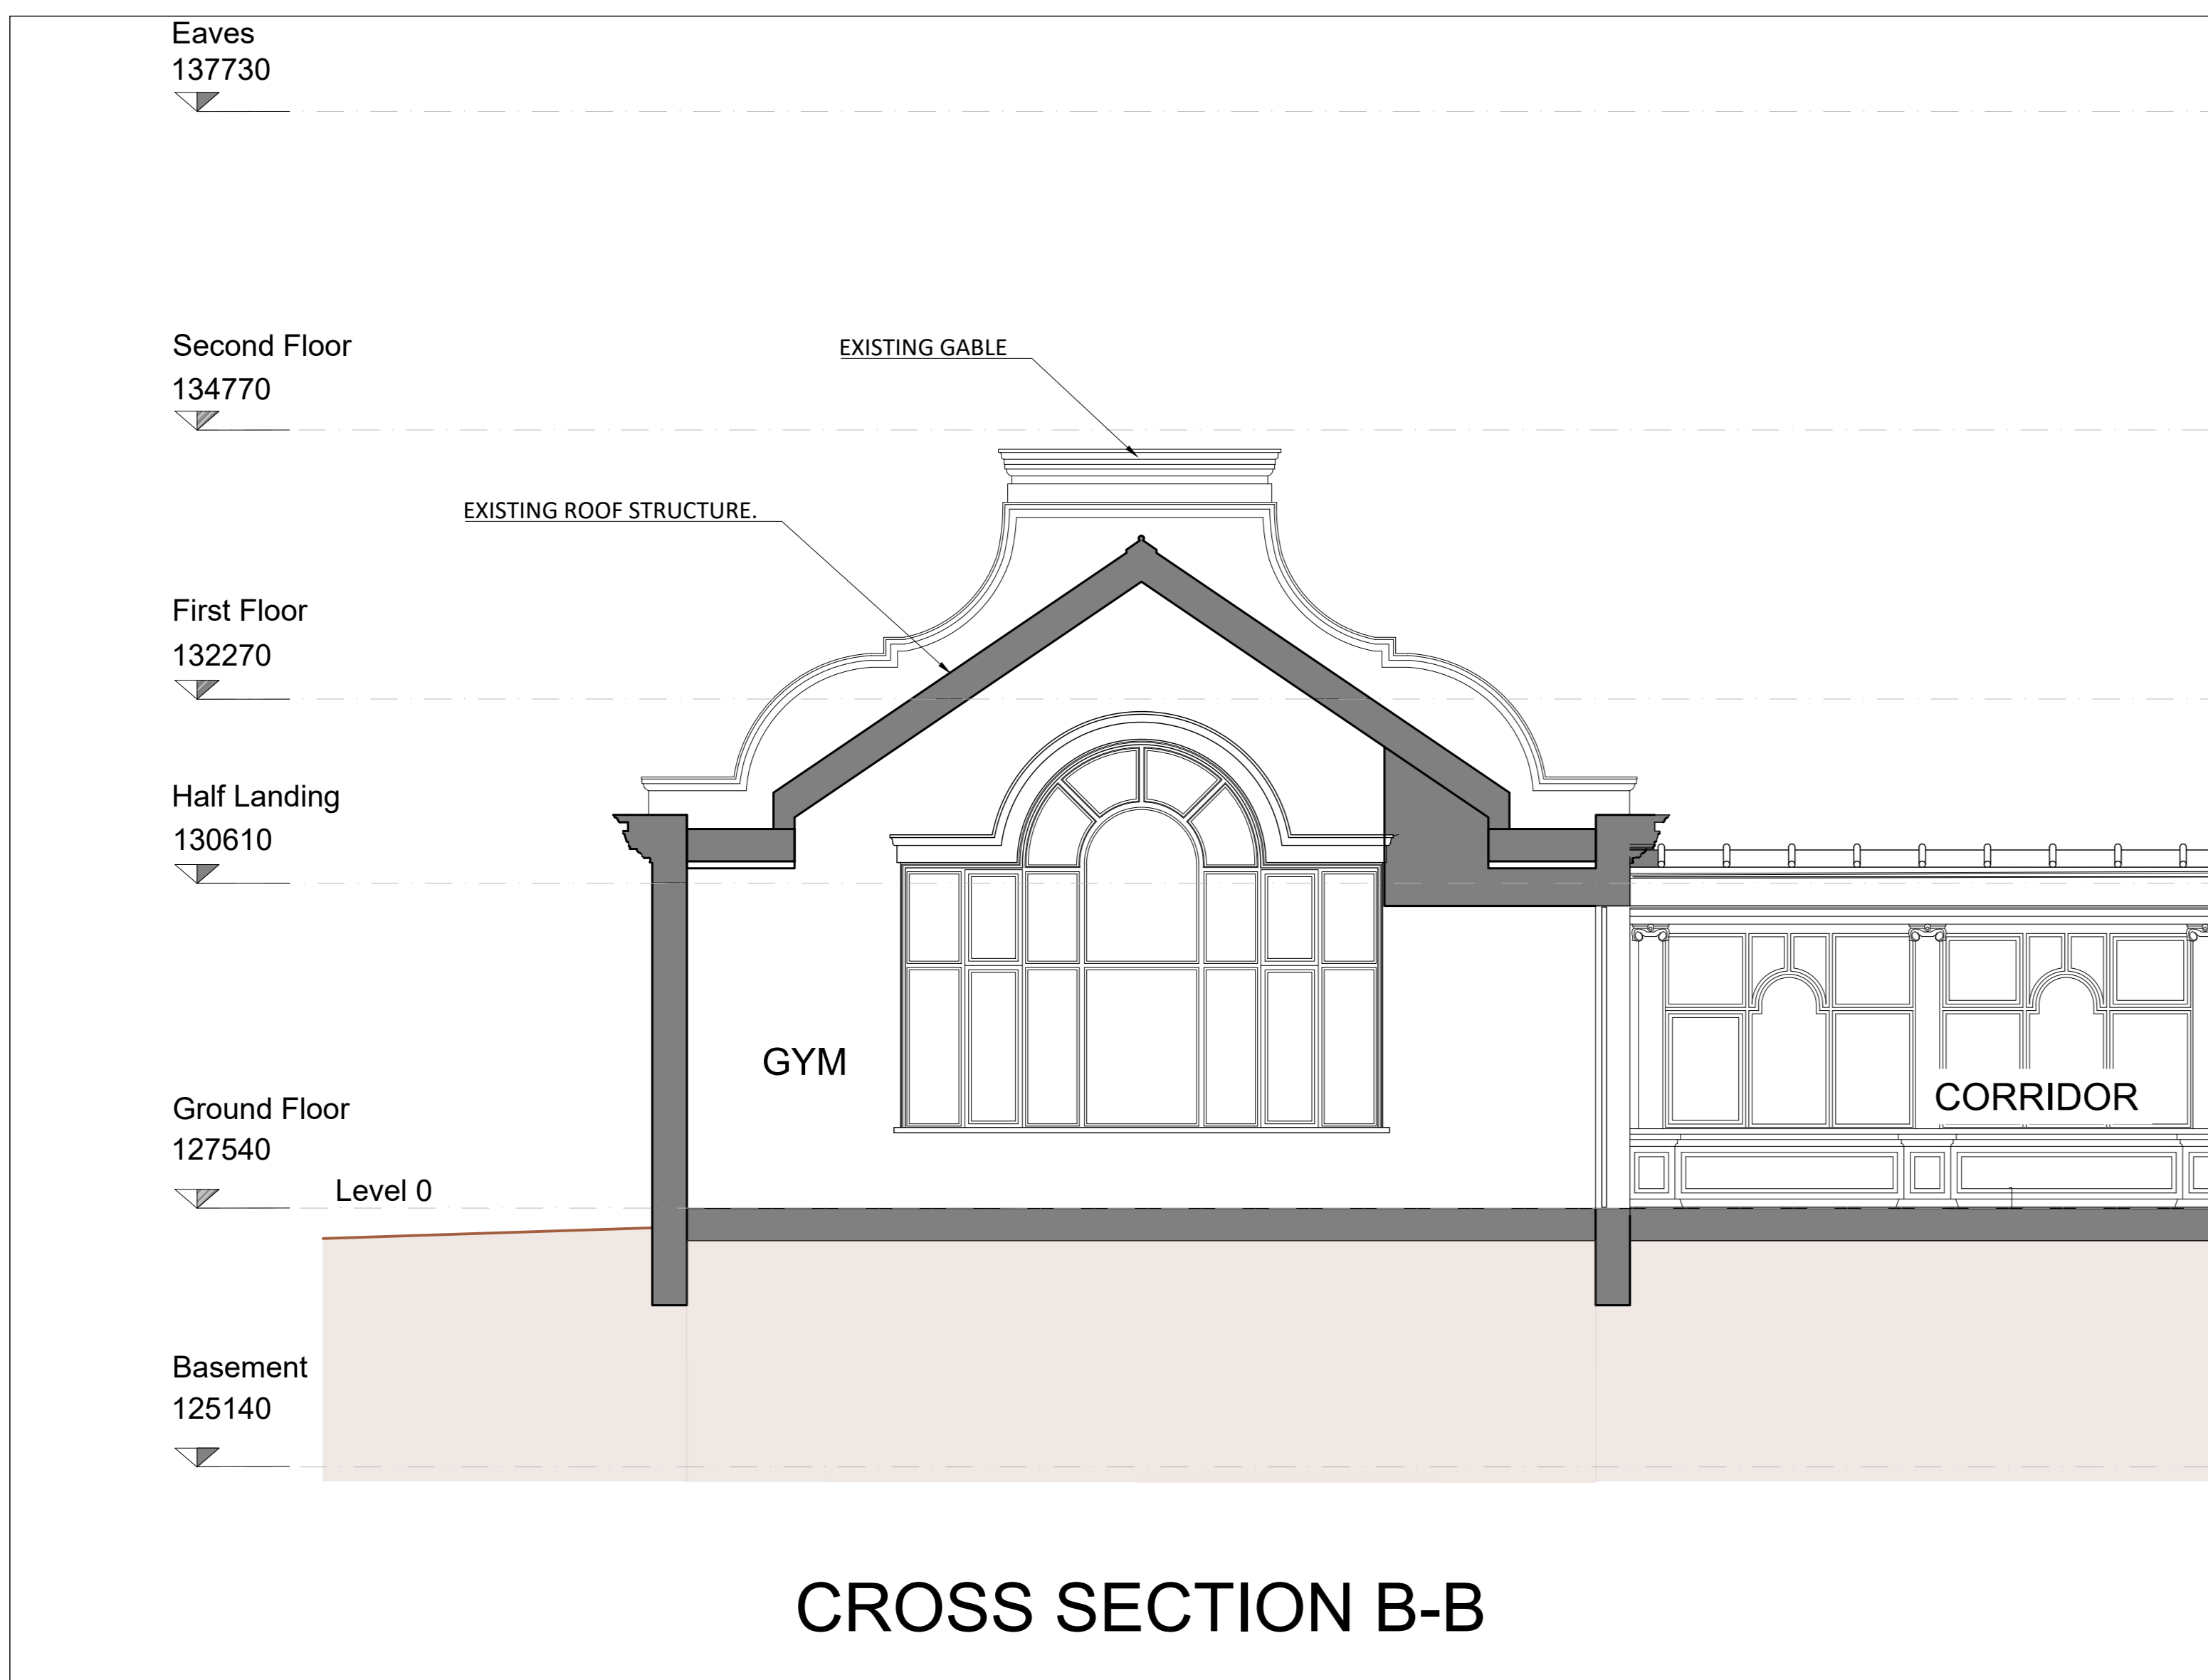 Eaves
137730
Second Floor
134770
EXISTING GABLE
EXISTING ROOF STRUCTURE.
First Floor
132270
Half Landing
130610
GYM
CORRIDOR
Ground Floor
127540
Level 0
Basement
125140
CROSS SECTION B-B